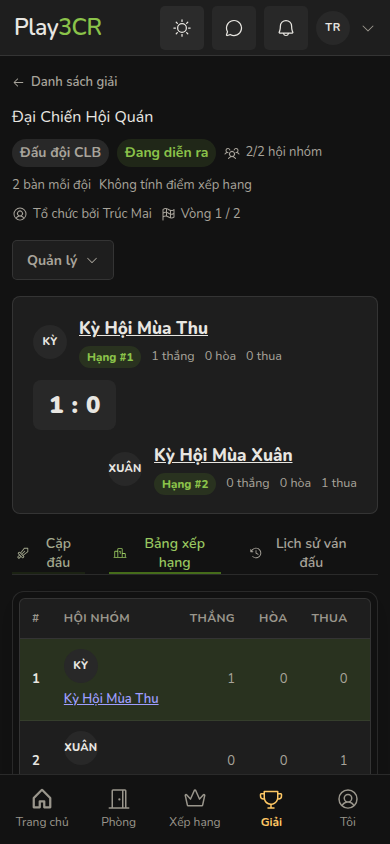 Play3CR
TR
Danh sách giải
Đại Chiến Hội Quán
Đấu đội CLB Đang diễn ra 2/2 hội nhóm
2 bàn mỗi đội Không tính điểm xếp hạng
Tổ chức bởi Trúc Mai Vòng 1 / 2
Quản lý
KỲ
Kỳ Hội Mùa Thu
Hạng #1 1 thắng 0 hòa 0 thua
1 : 0
XUÂN
Kỳ Hội Mùa Xuân
Hạng #2 0 thắng 0 hòa 1 thua
Cặp đấu
Bảng xếp hạng
Lịch sử ván đấu
# HỘI NHÓM THẮNG HÒA THUA
KỲ
1 Kỳ Hội Mùa Thu 1 0 0
XUÂN
2 0 0 1
Trang chủ Phòng Xếp hạng Giải Tôi